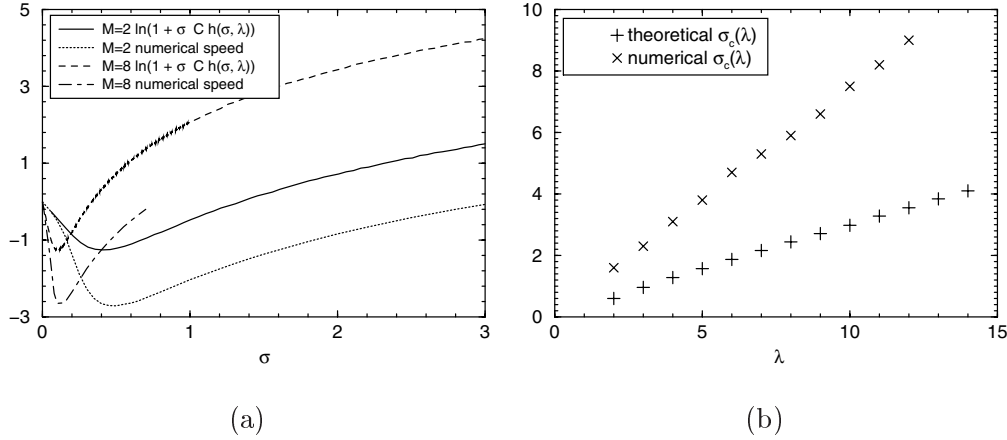 5
3
1
−1
−3
M=2 ln(1 + σ C h(σ, λ))
M=2 numerical speed
M=8 ln(1 + σ C h(σ, λ))
M=8 numerical speed
0
1
2
3
σ
(a)
10
8
6
4
2
0
theoretical σc(λ)
numerical σc(λ)
0
5
10
15
λ
(b)